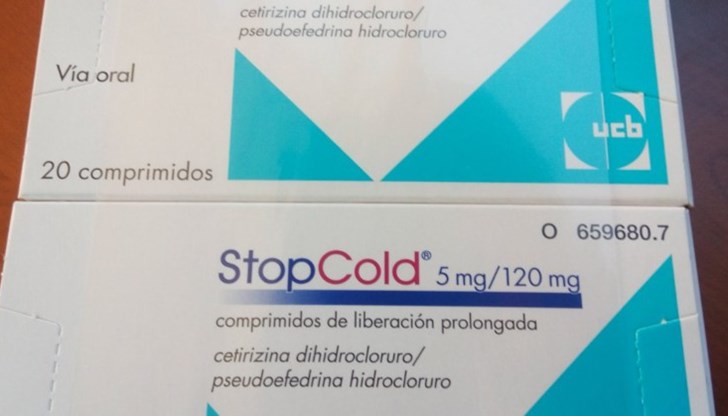 cetirizina dihidrocloruro/
pseudoefedrina hidrocloruro
Vía oral
ucb
20 comprimidos
O 659680.7
StopCold® 5 mg/120 mg
comprimidos de liberación prolongada
cetirizina dihidrocloruro/
pseudoefedrina hidrocloruro